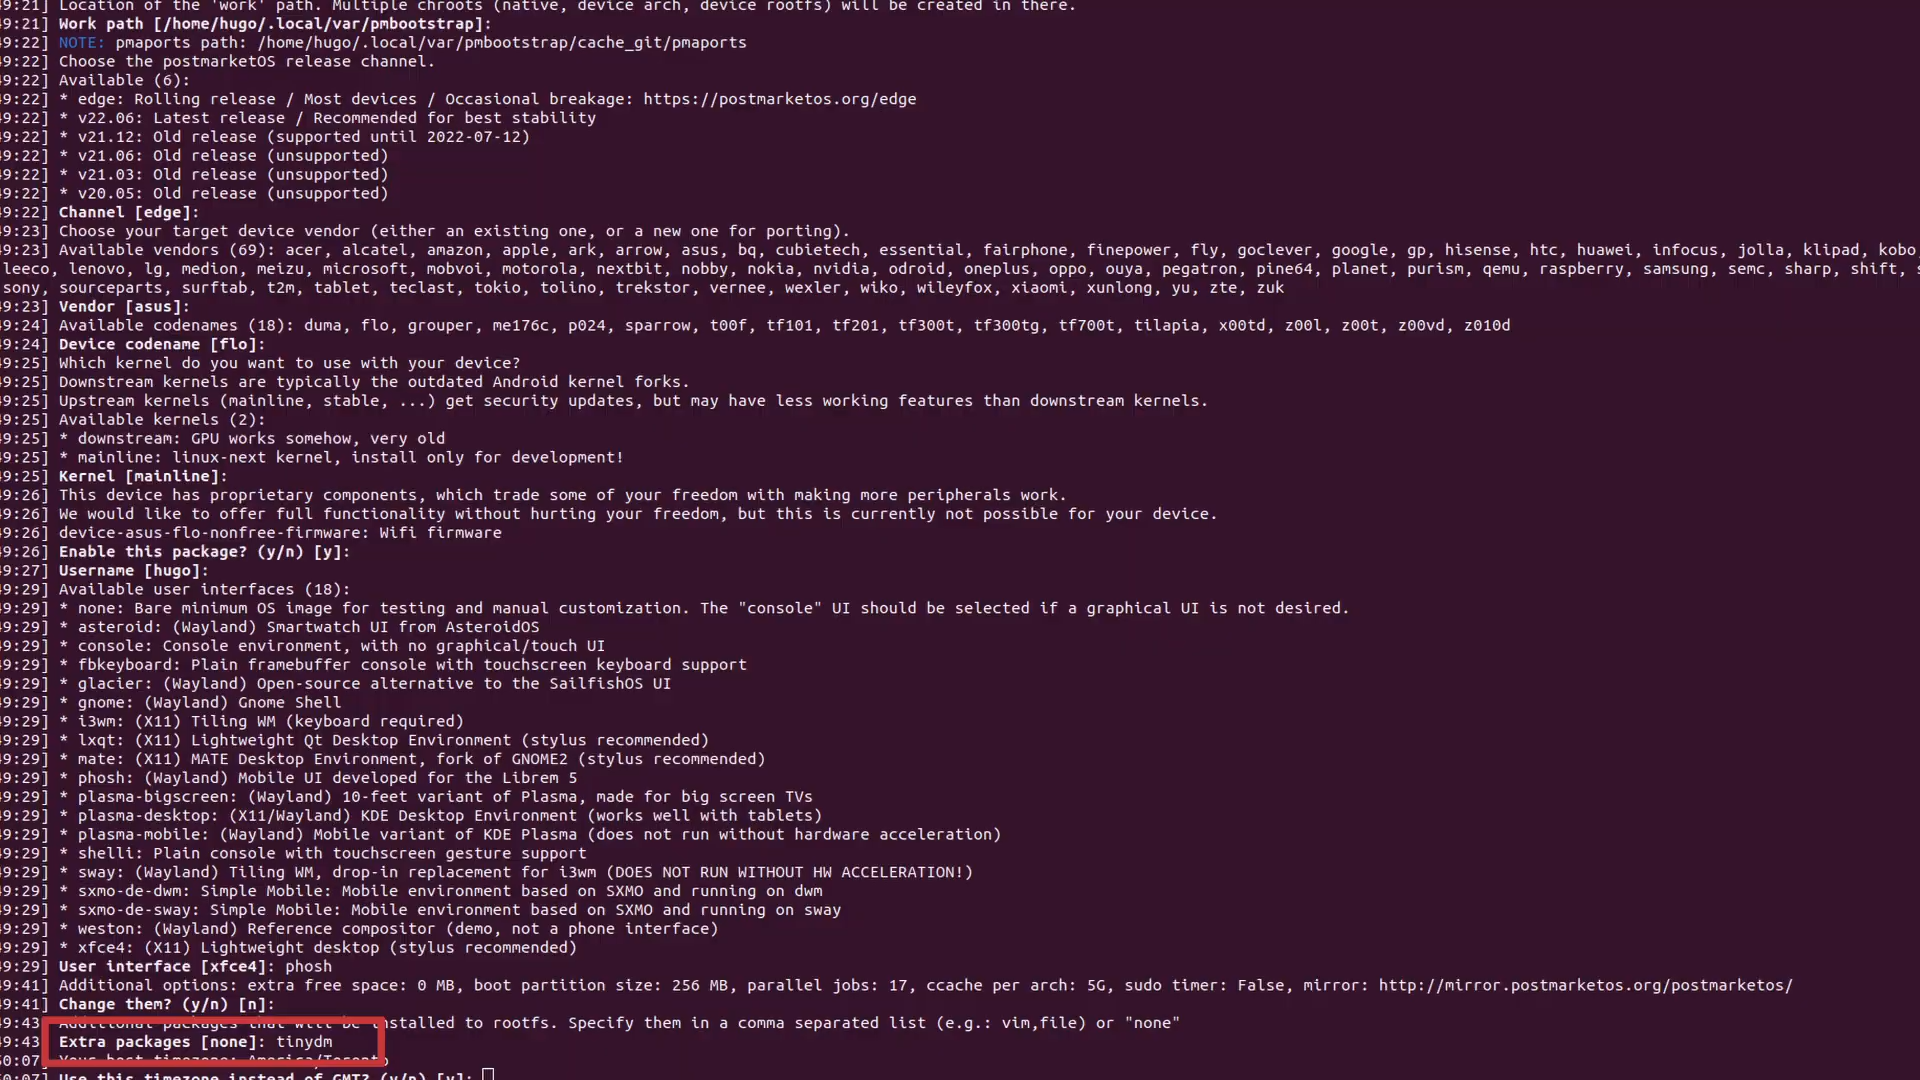 9:21] Location of the 'work' path. Multiple chroots (native, device arch, device rootfs) will be created in there.
9:21] Work path [/home/hugo/.local/var/pmbootstrap]:
9:22] NOTE: pmaports path: /home/hugo/.local/var/pmbootstrap/cache_git/pmaports
9:22] Choose the postmarketOS release channel.
9:22] Available (6):
9:22] * edge: Rolling release / Most devices / Occasional breakage: https://postmarketos.org/edge
9:22] * v22.06: Latest release / Recommended for best stability
9:22] * v21.12: Old release (supported until 2022-07-12)
9:22] * v21.06: Old release (unsupported)
9:22] * v21.03: Old release (unsupported)
9:22] * v20.05: Old release (unsupported)
9:22] Channel [edge]:
9:23] Choose your target device vendor (either an existing one, or a new one for porting).
9:23] Available vendors (69): acer, alcatel, amazon, apple, ark, arrow, asus, bq, cubietech, essential, fairphone, finepower, fly, goclever, google, gp, hisense, htc, huawei, infocus, jolla, klipad, kobo,
leeco, lenovo, lg, medion, meizu, microsoft, mobvoi, motorola, nextbit, nobby, nokia, nvidia, odroid, oneplus, oppo, ouya, pegatron, pine64, planet, purism, qemu, raspberry, samsung, semc, sharp, shift,
sony, sourceparts, surftab, t2m, tablet, teclast, tokio, tolino, trekstor, vernee, wexler, wiko, wileyfox, xiaomi, xunlong, yu, zte, zuk
9:23] Vendor [asus]:
9:24] Available codenames (18): duma, flo, grouper, me176c, p024, sparrow, t00f, tf101, tf201, tf300t, tf300tg, tf700t, tilapia, x00td, z00l, z00t, z00vd, z010d
9:24] Device codename [flo]:
9:25] Which kernel do you want to use with your device?
9:25] Downstream kernels are typically the outdated Android kernel forks.
9:25] Upstream kernels (mainline, stable, ...) get security updates, but may have less working features than downstream kernels.
9:25] Available kernels (2):
9:25] * downstream: GPU works somehow, very old
9:25] * mainline: linux-next kernel, install only for development!
9:25] Kernel [mainline]:
9:26] This device has proprietary components, which trade some of your freedom with making more peripherals work.
9:26] We would like to offer full functionality without hurting your freedom, but this is currently not possible for your device.
9:26] device-asus-flo-nonfree-firmware: Wifi firmware
9:26] Enable this package? (y/n) [y]:
9:27] Username [hugo]:
9:29] Available user interfaces (18):
9:29] * none: Bare minimum OS image for testing and manual customization. The "console" UI should be selected if a graphical UI is not desired.
9:29] * asteroid: (Wayland) Smartwatch UI from AsteroidOS
9:29] * console: Console environment, with no graphical/touch UI
9:29] * fbkeyboard: Plain framebuffer console with touchscreen keyboard support
9:29] * glacier: (Wayland) Open-source alternative to the SailfishOS UI
9:29] * gnome: (Wayland) Gnome Shell
9:29] * i3wm: (X11) Tiling WM (keyboard required)
9:29] * lxqt: (X11) Lightweight Qt Desktop Environment (stylus recommended)
9:29] * mate: (X11) MATE Desktop Environment, fork of GNOME2 (stylus recommended)
9:29] * phosh: (Wayland) Mobile UI developed for the Librem 5
9:29] * plasma-bigscreen: (Wayland) 10-feet variant of Plasma, made for big screen TVs
9:29] * plasma-desktop: (X11/Wayland) KDE Desktop Environment (works well with tablets)
9:29] * plasma-mobile: (Wayland) Mobile variant of KDE Plasma (does not run without hardware acceleration)
9:29] * shelli: Plain console with touchscreen gesture support
9:29] * sway: (Wayland) Tiling WM, drop-in replacement for i3wm (DOES NOT RUN WITHOUT HW ACCELERATION!)
9:29] * sxmo-de-dwm: Simple Mobile: Mobile environment based on SXMO and running on dwm
9:29] * sxmo-de-sway: Simple Mobile: Mobile environment based on SXMO and running on sway
9:29] * weston: (Wayland) Reference compositor (demo, not a phone interface)
9:29] * xfce4: (X11) Lightweight desktop (stylus recommended)
9:29] User interface [xfce4]: phosh
9:41] Additional options: extra free space: 0 MB, boot partition size: 256 MB, parallel jobs: 17, ccache per arch: 5G, sudo timer: False, mirror: http://mirror.postmarketos.org/postmarketos/
9:41] Change them? (y/n) [n]:
9:43 Additional packages that will be installed to rootfs. Specify them in a comma separated list (e.g.: vim,file) or "none"
9:43 Extra packages [none]: tinydm
0:07 Your host timezone: America/Toronto
0:07] Use this timezone instead of GMT? (y/n) [y]: